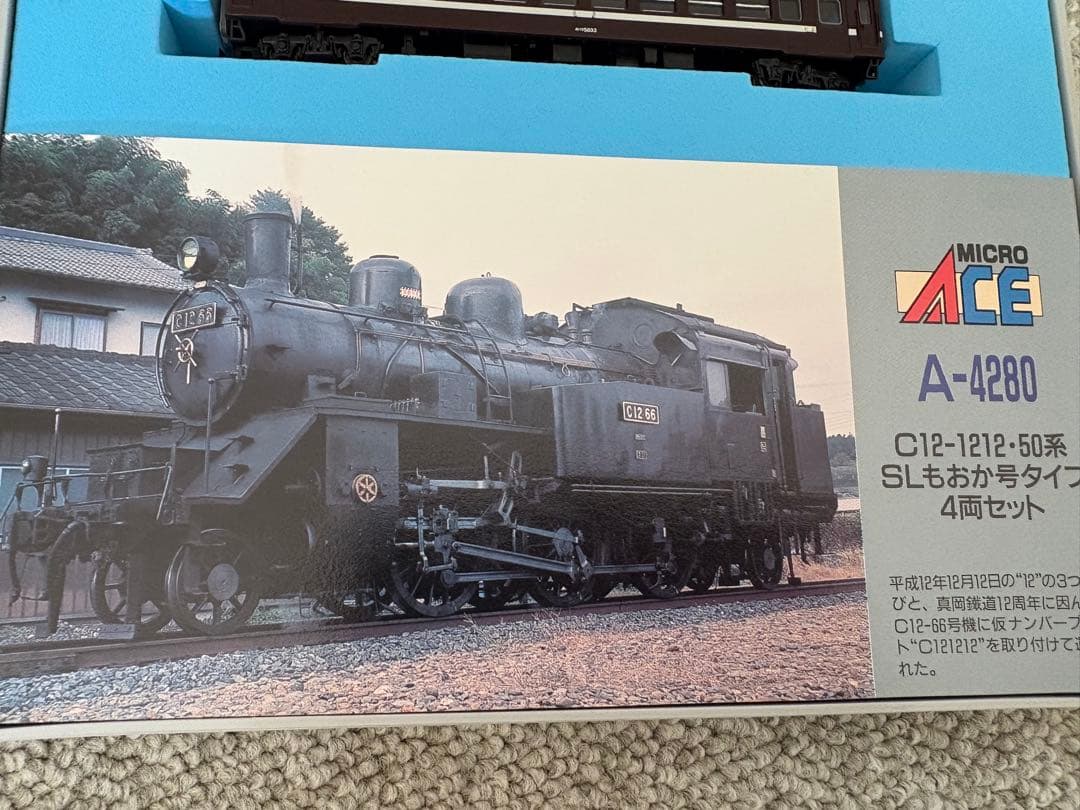 C12 66
C12 66
MICRO
ACE
A-4280
C12-1212・50系
SLもおか号タイプ
4両セット
平成12年12月12日の“12”の3つ
びと、真岡鐵道12周年に因ん
C12-66号機に仮ナンバープ
ト“C121212”を取り付けて
れた。